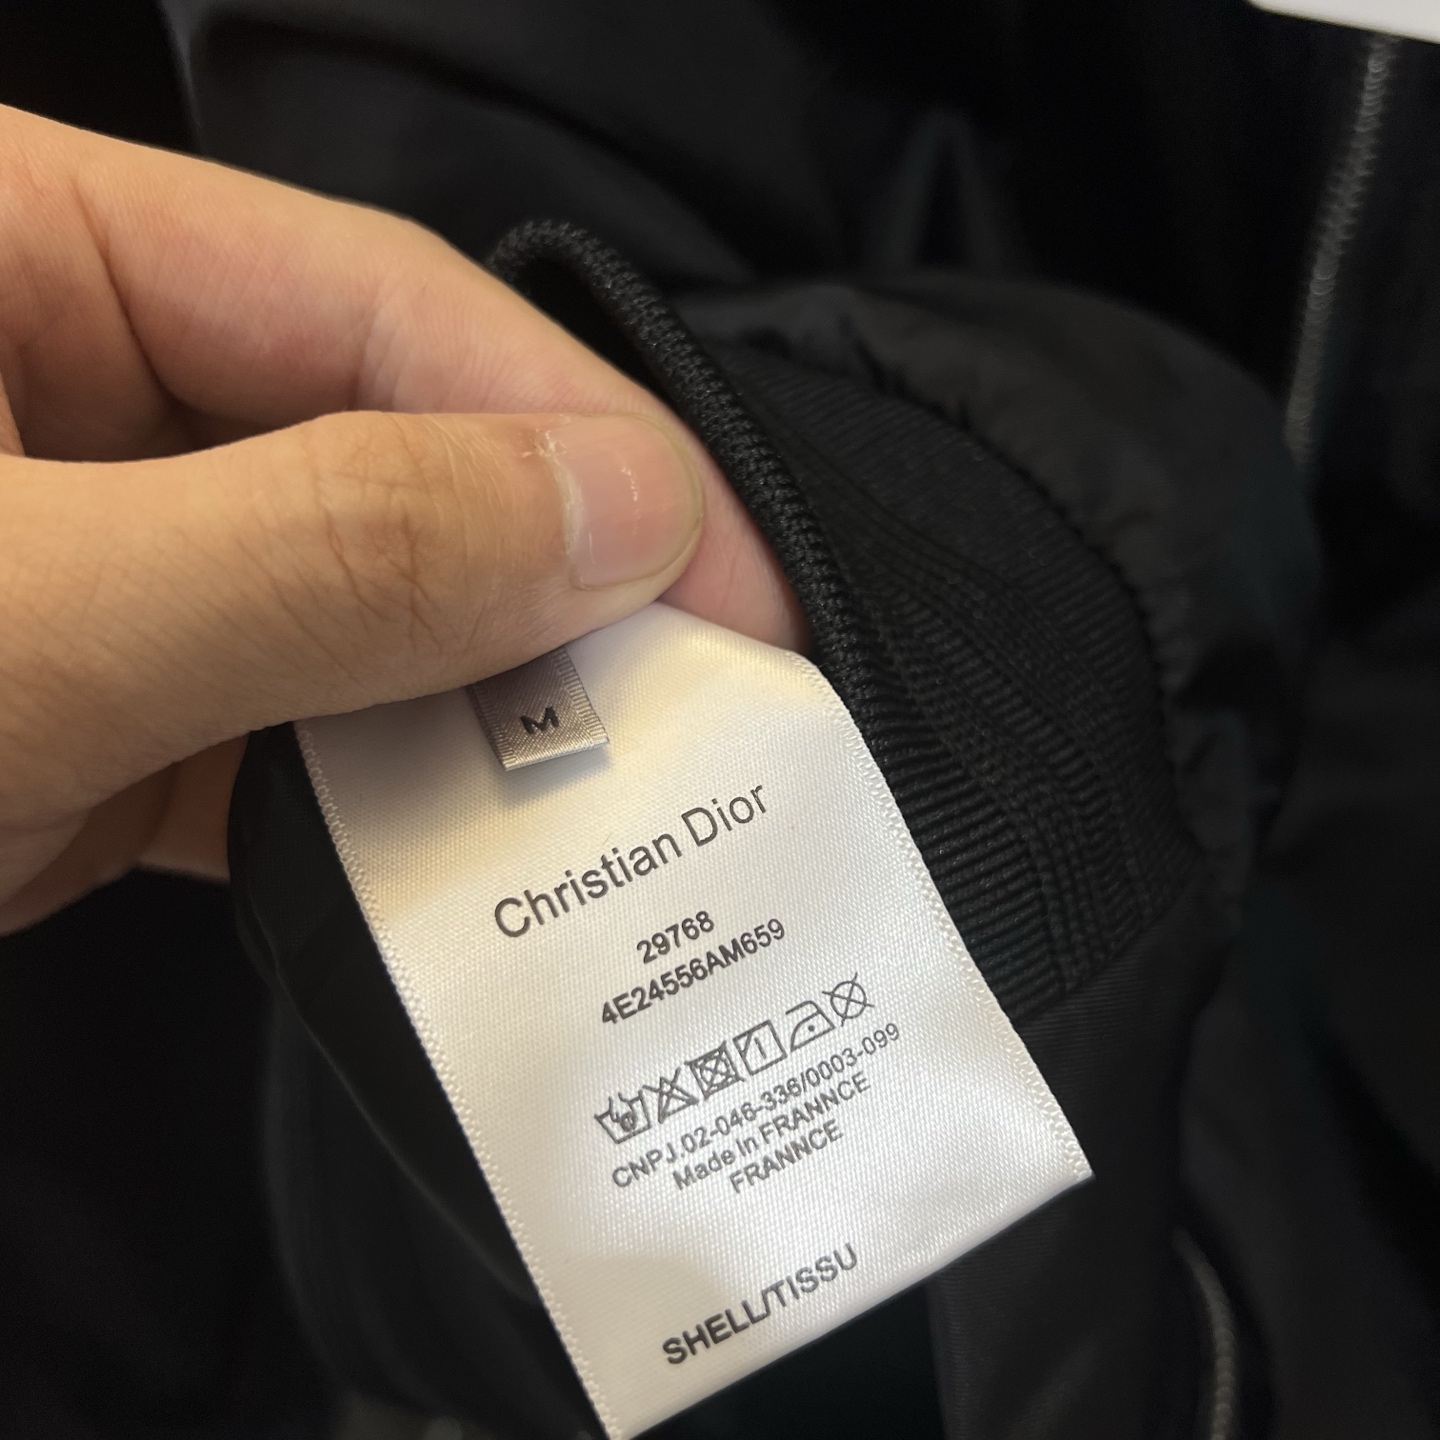 M
Christian Dior
29768
4E24556AM659
CNPJ.02-046-336/0003-099
Made In FRANNCE
FRANNCE
SHELL/TISSU